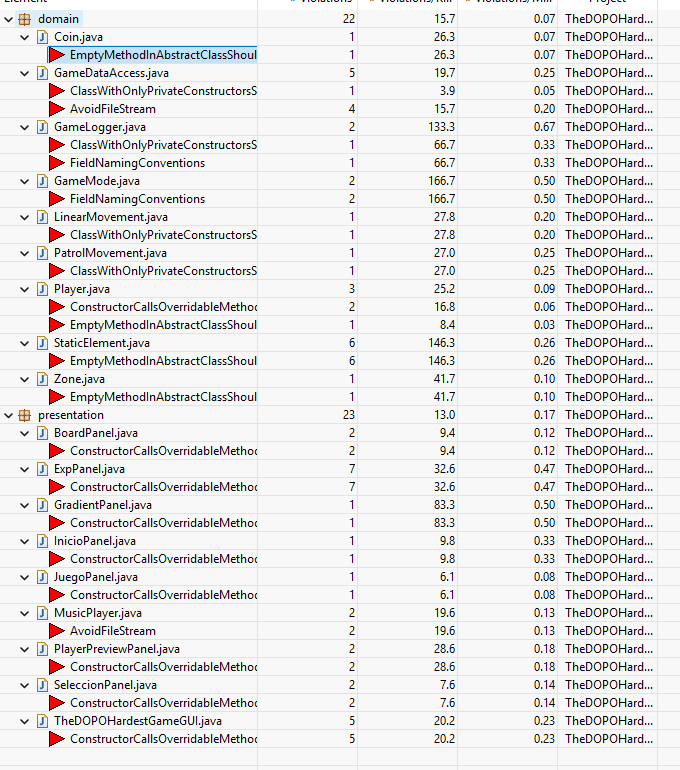 domain 22 15.7 0.07 TheDOPOHard...
Coin.java 1 26.3 0.07 TheDOPOHard...
EmptyMethodInAbstractClassShoul 1 26.3 0.07 TheDOPOHard...
GameDataAccess.java 5 19.7 0.25 TheDOPOHard...
ClassWithOnlyPrivateConstructorsS 1 3.9 0.05 TheDOPOHard...
AvoidFileStream 4 15.7 0.20 TheDOPOHard...
GameLogger.java 2 133.3 0.67 TheDOPOHard...
ClassWithOnlyPrivateConstructorsS 1 66.7 0.33 TheDOPOHard...
FieldNamingConventions 1 66.7 0.33 TheDOPOHard...
GameMode.java 2 166.7 0.50 TheDOPOHard...
FieldNamingConventions 2 166.7 0.50 TheDOPOHard...
LinearMovement.java 1 27.8 0.20 TheDOPOHard...
ClassWithOnlyPrivateConstructorsS 1 27.8 0.20 TheDOPOHard...
PatrolMovement.java 1 27.0 0.25 TheDOPOHard...
ClassWithOnlyPrivateConstructorsS 1 27.0 0.25 TheDOPOHard...
Player.java 3 25.2 0.09 TheDOPOHard...
ConstructorCallsOverridableMethoc 2 16.8 0.06 TheDOPOHard...
EmptyMethodInAbstractClassShoul 1 8.4 0.03 TheDOPOHard...
StaticElement.java 6 146.3 0.26 TheDOPOHard...
EmptyMethodInAbstractClassShoul 6 146.3 0.26 TheDOPOHard...
Zone.java 1 41.7 0.10 TheDOPOHard...
EmptyMethodInAbstractClassShoul 1 41.7 0.10 TheDOPOHard...
presentation 23 13.0 0.17 TheDOPOHard...
BoardPanel.java 2 9.4 0.12 TheDOPOHard...
ConstructorCallsOverridableMethoc 2 9.4 0.12 TheDOPOHard...
ExpPanel.java 7 32.6 0.47 TheDOPOHard...
ConstructorCallsOverridableMethoc 7 32.6 0.47 TheDOPOHard...
GradientPanel.java 1 83.3 0.50 TheDOPOHard...
ConstructorCallsOverridableMethoc 1 83.3 0.50 TheDOPOHard...
InicioPanel.java 1 9.8 0.33 TheDOPOHard...
ConstructorCallsOverridableMethoc 1 9.8 0.33 TheDOPOHard...
JuegoPanel.java 1 6.1 0.08 TheDOPOHard...
ConstructorCallsOverridableMethoc 1 6.1 0.08 TheDOPOHard...
MusicPlayer.java 2 19.6 0.13 TheDOPOHard...
AvoidFileStream 2 19.6 0.13 TheDOPOHard...
PlayerPreviewPanel.java 2 28.6 0.18 TheDOPOHard...
ConstructorCallsOverridableMethoc 2 28.6 0.18 TheDOPOHard...
SeleccionPanel.java 2 7.6 0.14 TheDOPOHard...
ConstructorCallsOverridableMethoc 2 7.6 0.14 TheDOPOHard...
TheDOPOHardestGameGUI.java 5 20.2 0.23 TheDOPOHard...
ConstructorCallsOverridableMethoc 5 20.2 0.23 TheDOPOHard...